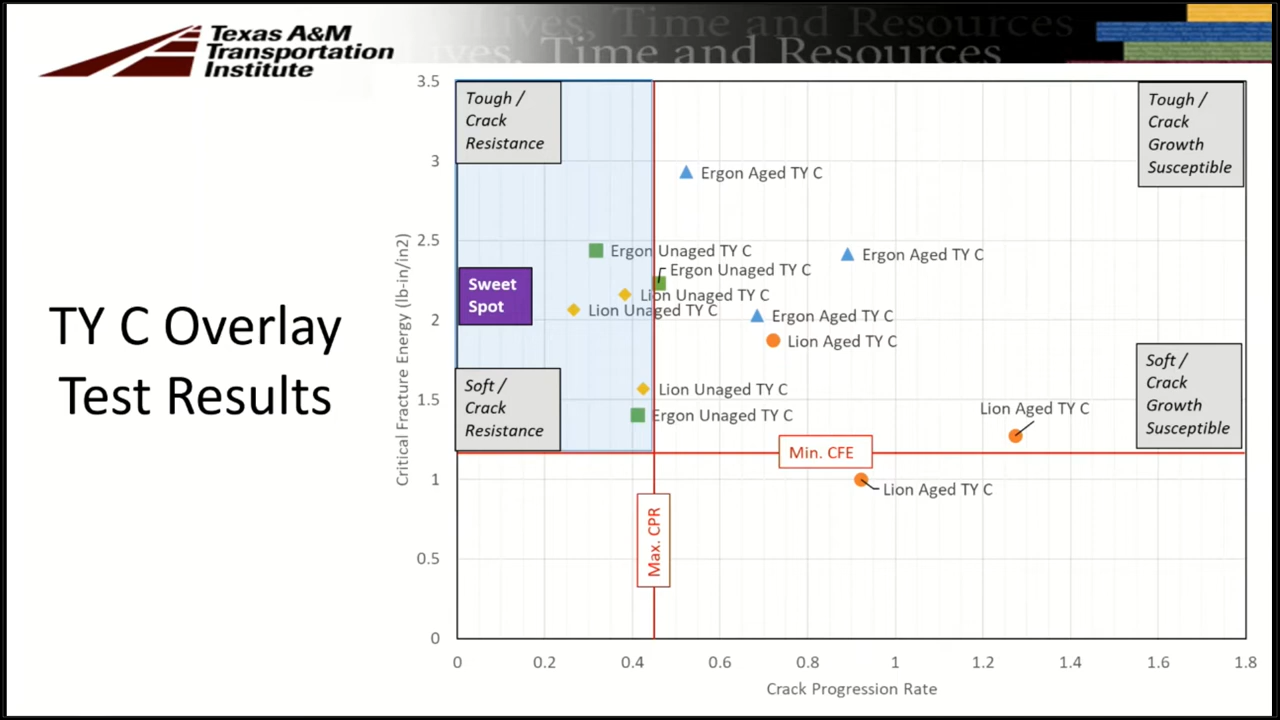 Texas A&M
Transportation
Institute
Lives, Time and Resources
ves, Time and Resources
TY C Overlay
Test Results
3.5
3
2.5
2
1.5
1
0.5
0
Critical Fracture Energy (lb-in/in2)
Tough /
Crack
Resistance
Tough /
Crack
Growth
Susceptible
Ergon Aged TY C
Ergon Unaged TY C
Ergon Aged TY C
Ergon Unaged TY C
Sweet
Spot
Lion Unaged TY C
Lion Unaged TY C
Ergon Aged TY C
Lion Aged TY C
Soft /
Crack
Resistance
Soft /
Crack
Growth
Susceptible
Lion Unaged TY C
Lion Aged TY C
Ergon Unaged TY C
Min. CFE
Lion Aged TY C
Max. CPR
0 0.2 0.4 0.6 0.8 1 1.2 1.4 1.6 1.8
Crack Progression Rate